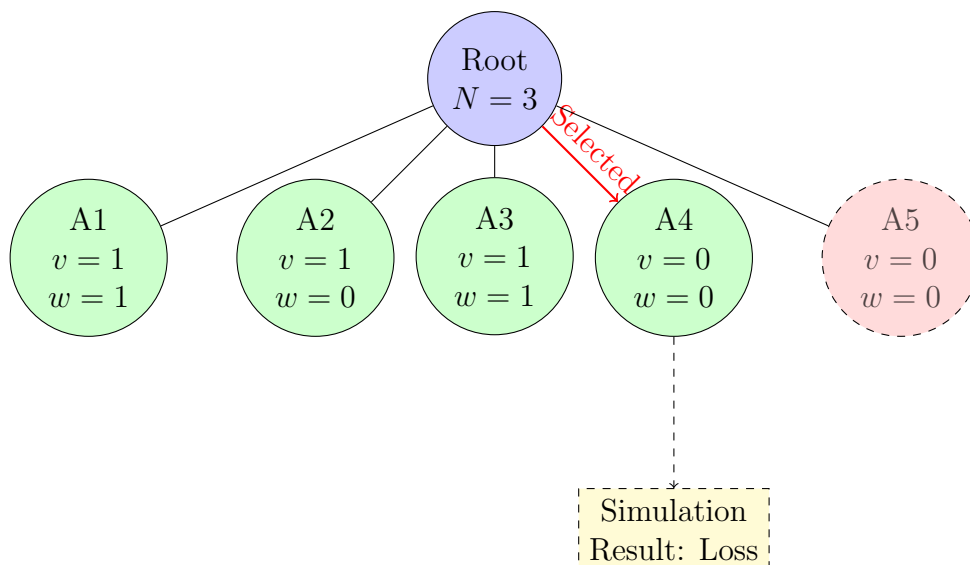 Root
N = 3
Selected
A1
v = 1
w = 1
A2
v = 1
w = 0
A3
v = 1
w = 1
A4
v = 0
w = 0
A5
v = 0
w = 0
Simulation
Result: Loss